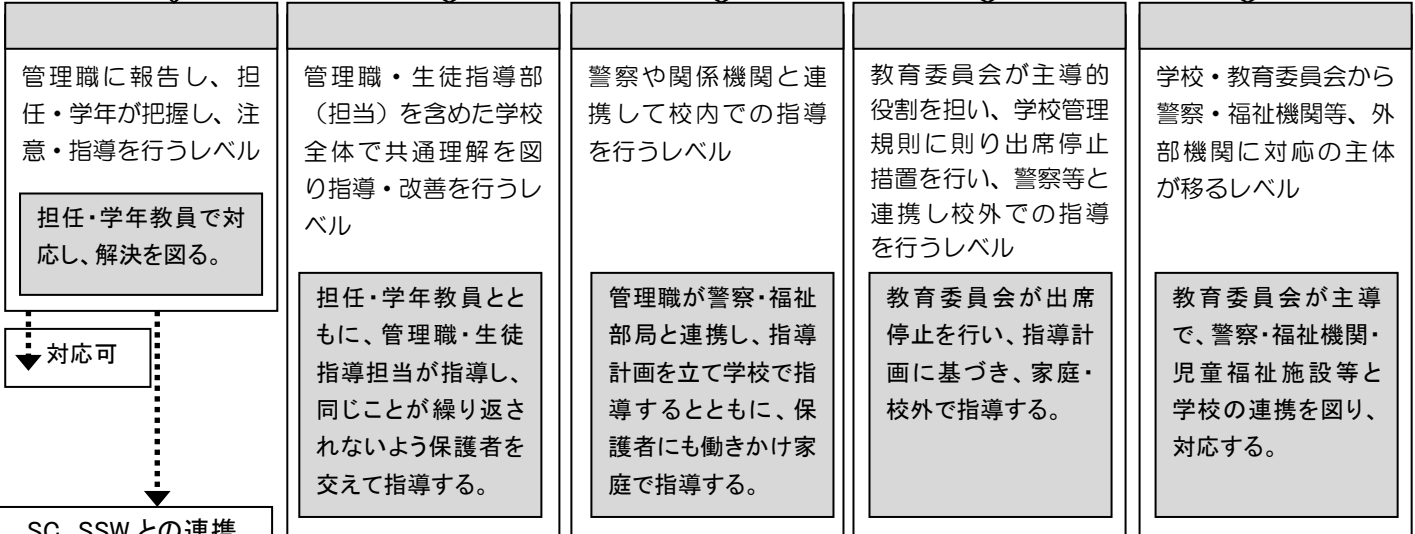 管理職に報告し、担
任・学年が把握し、注
意・指導を行うレベル
担任・学年教員で対
応し、解決を図る。
対応可
SC、SSWとの連携
管理職・生徒指導部
（担当）を含めた学校
全体で共通理解を図
り指導・改善を行うレ
ベル
担任・学年教員とと
もに、管理職・生徒
指導担当が指導し、
同じことが繰り返さ
れないよう保護者を
交えて指導する。
警察や関係機関と連
携して校内での指導
を行うレベル
管理職が警察・福祉
部局と連携し、指導
計画を立て学校で指
導するとともに、保
護者にも働きかけ家
庭で指導する。
教育委員会が主導的
役割を担い、学校管理
規則に則り出席停止
措置を行い、警察等と
連携し校外での指導
を行うレベル
教育委員会が出席
停止を行い、指導計
画に基づき、家庭・
校外で指導する。
学校・教育委員会から
警察・福祉機関等、外
部機関に対応の主体
が移るレベル
教育委員会が主導
で、警察・福祉機関・
児童福祉施設等と
学校の連携を図り、
対応する。